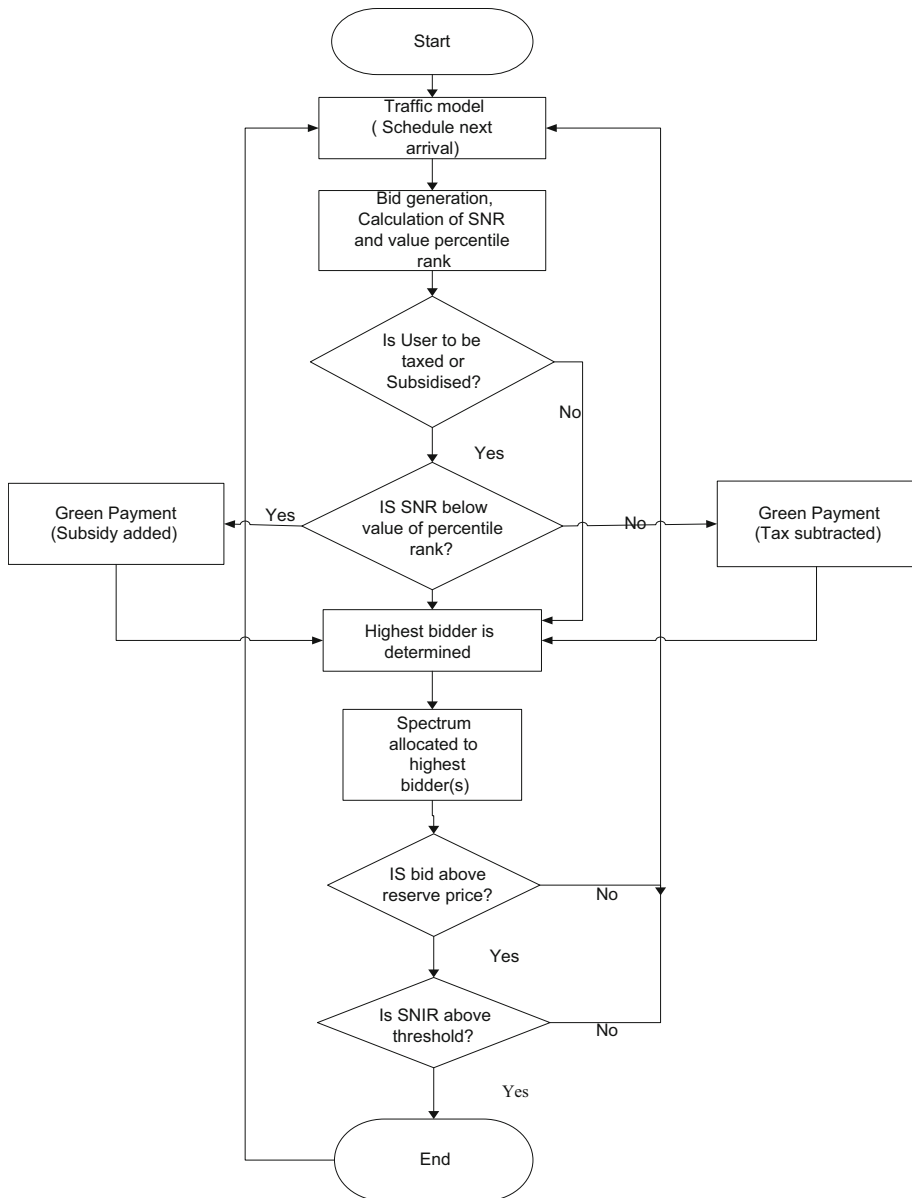 Start
Traffic model
( Schedule next
arrival)
Bid generation,
Calculation of SNR
and value percentile
rank
Is User to be
taxed or
Subsidised?
No
Yes
Green Payment
(Subsidy added)
Yes
IS SNR below
value of percentile
rank?
No
Green Payment
(Tax subtracted)
Highest bidder is
determined
Spectrum
allocated to
highest
bidder(s)
IS bid above
reserve price?
No
Yes
Is SNIR above
threshold?
No
Yes
End